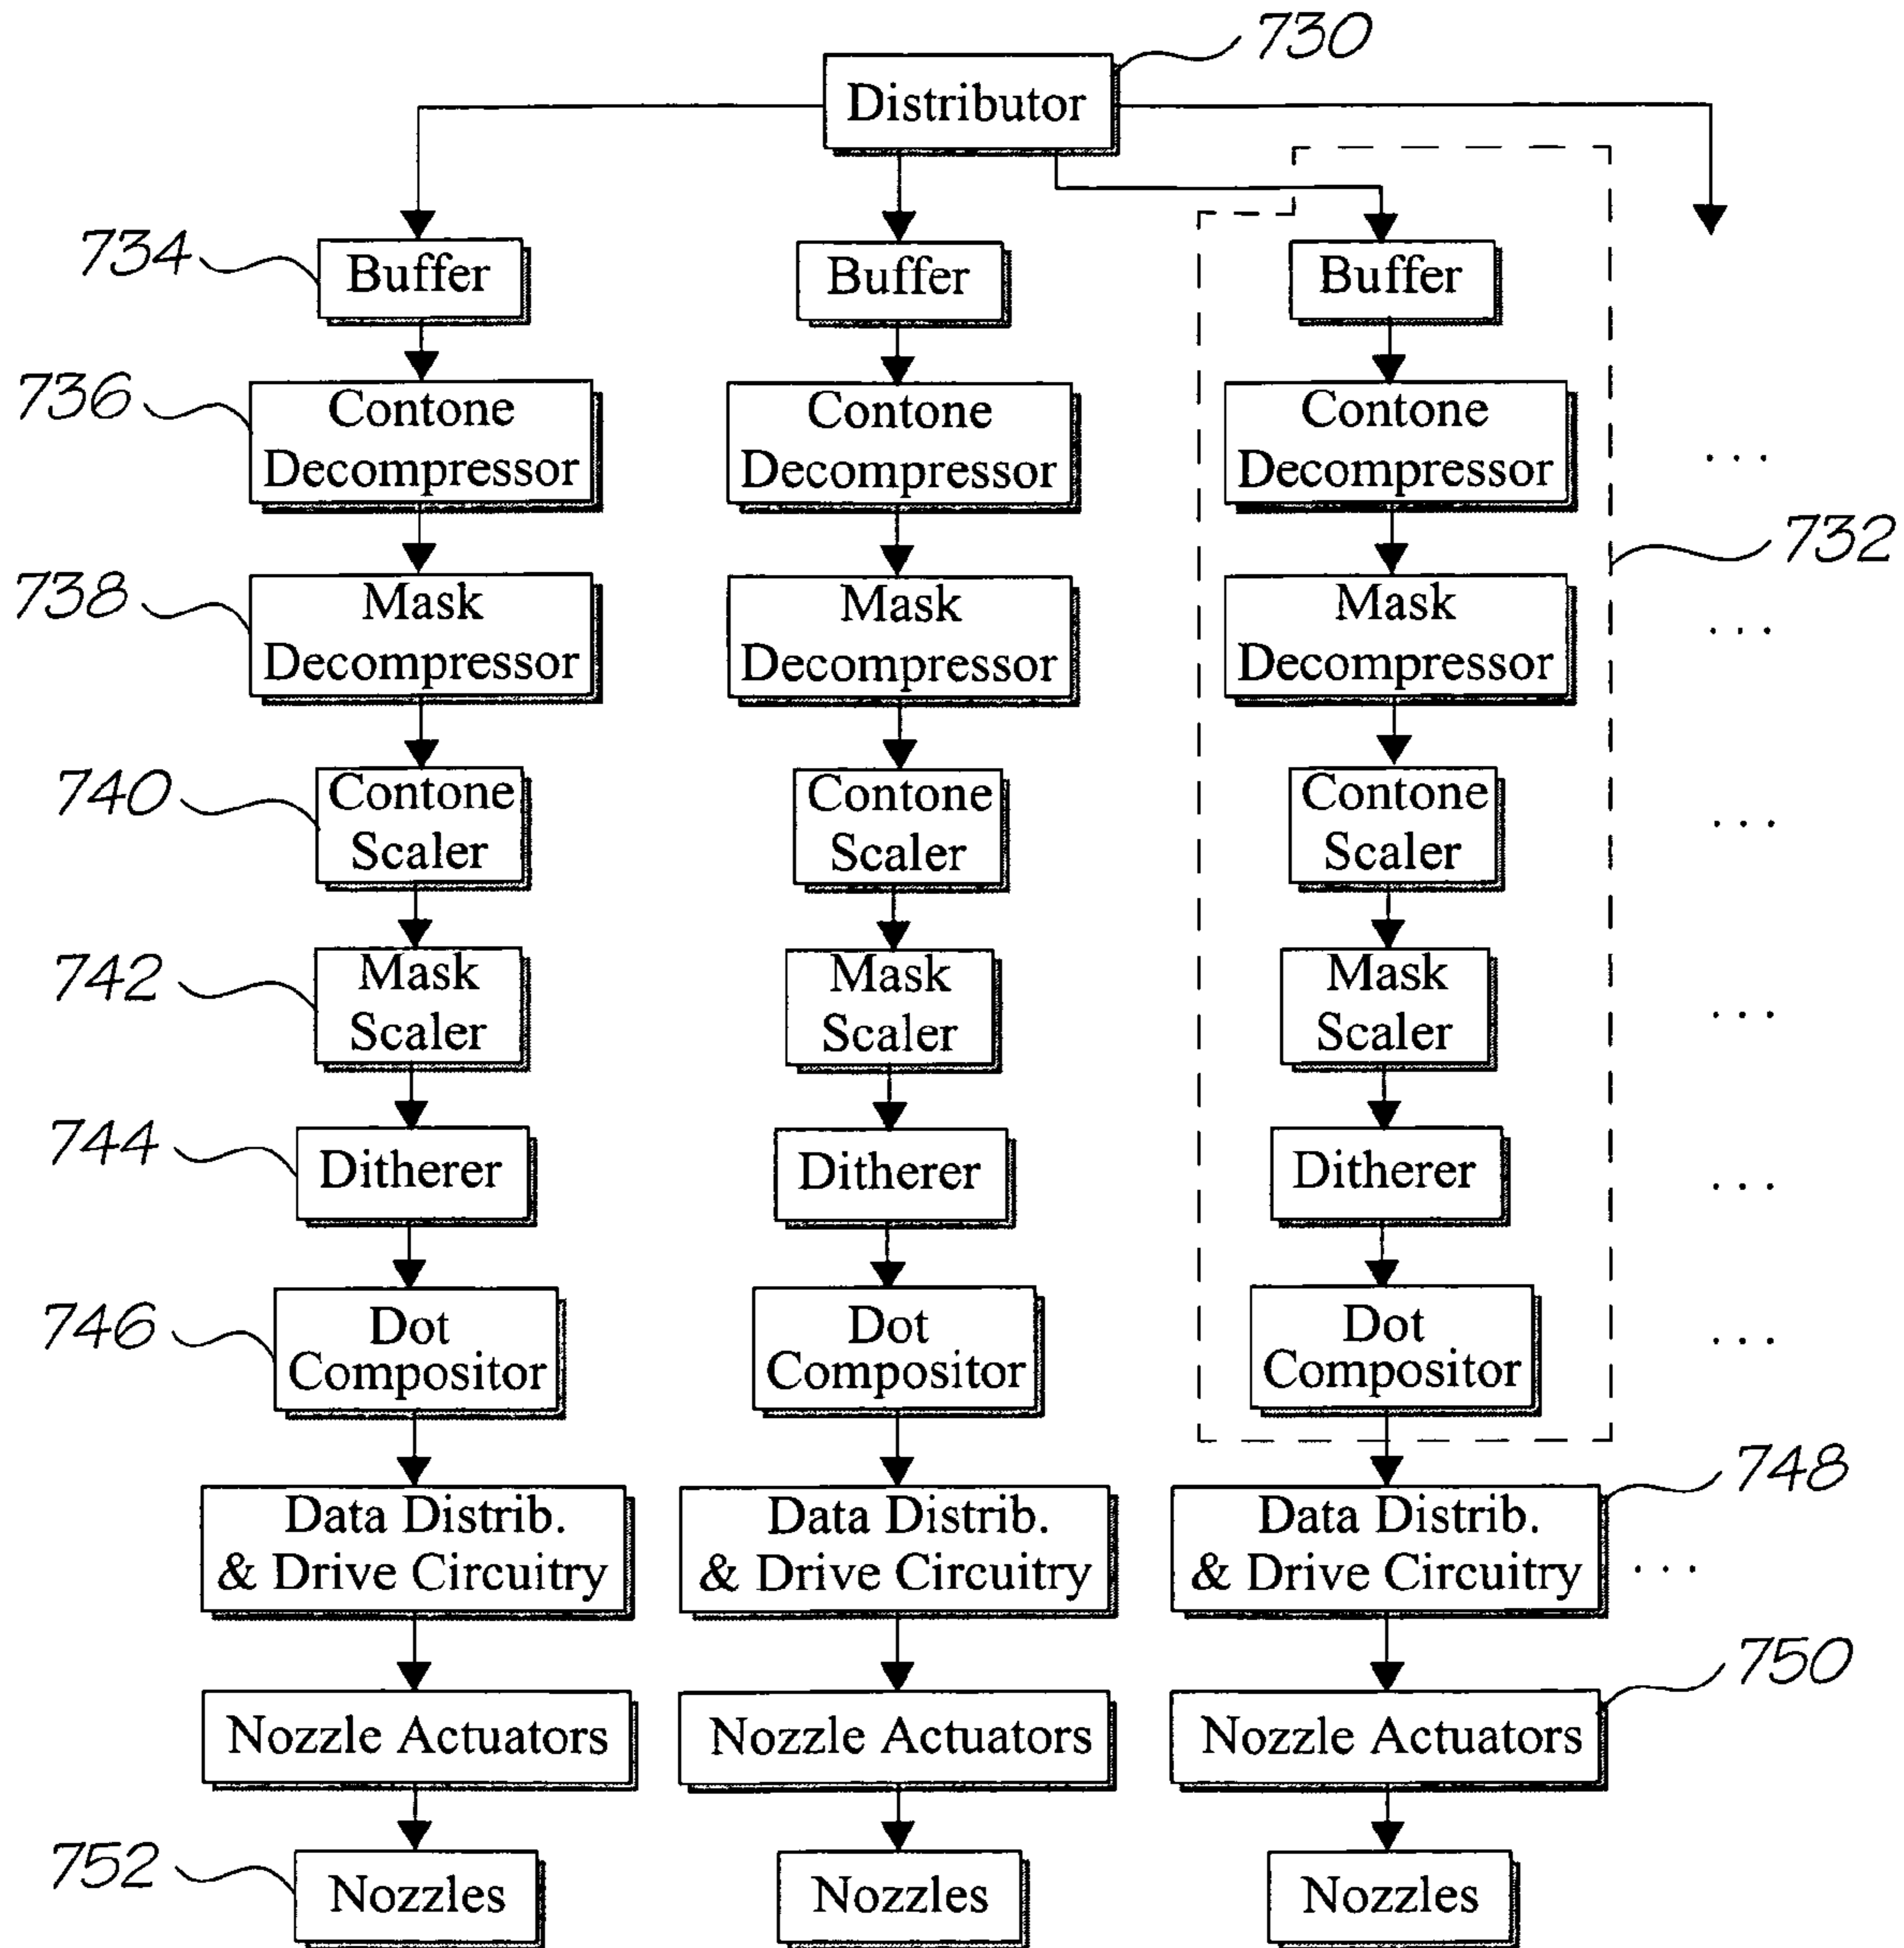 730
Distributor
734
Buffer
Buffer
Buffer
736
Contone
Decompressor
Contone
Decompressor
Contone
Decompressor
...
732
738
Mask
Decompressor
Mask
Decompressor
Mask
Decompressor
...
740
Contone
Scaler
Contone
Scaler
Contone
Scaler
...
742
Mask
Scaler
Mask
Scaler
Mask
Scaler
...
744
Ditherer
Ditherer
Ditherer
...
746
Dot
Compositor
Dot
Compositor
Dot
Compositor
...
748
Data Distrib.
& Drive Circuitry
Data Distrib.
& Drive Circuitry
Data Distrib.
& Drive Circuitry
...
750
Nozzle Actuators
Nozzle Actuators
Nozzle Actuators
752
Nozzles
Nozzles
Nozzles